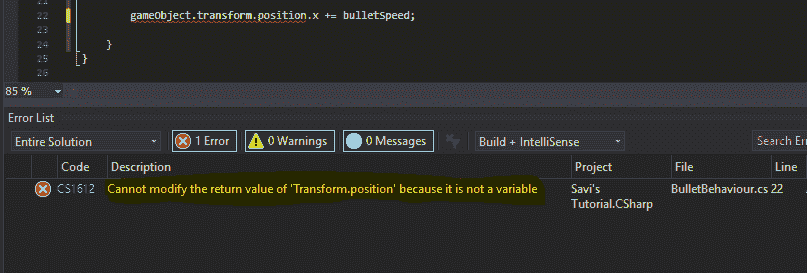 22 gameObject.transform.position.x += bulletSpeed;
23
24 }
25 }
26
85 %
Error List
Entire Solution 1 Error 0 Warnings 0 Messages Build + IntelliSense Search Err
Code Description Project File Line
CS1612 Cannot modify the return value of 'Transform.position' because it is not a variable Savi's BulletBehaviour.cs 22
Tutorial.CSharp